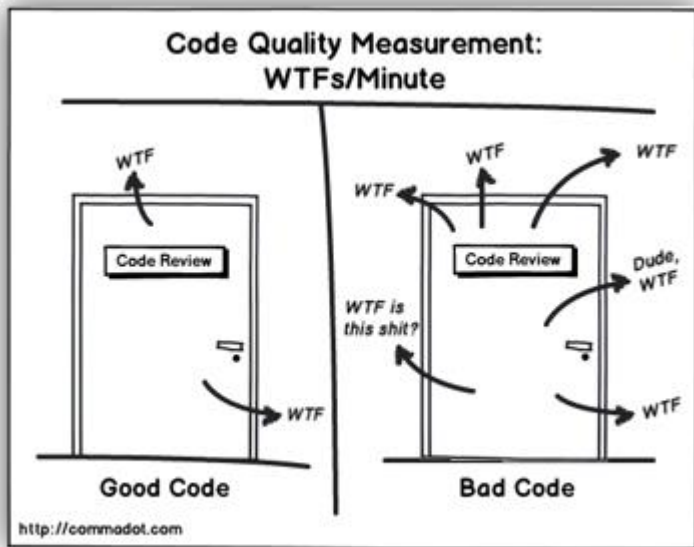 Code Quality Measurement:
WTFs/Minute
WTF
Code Review
WTF
Good Code
WTF
WTF
WTF
Code Review
Dude,
WTF
WTF is
this shit?
WTF
Bad Code
http://commadot.com